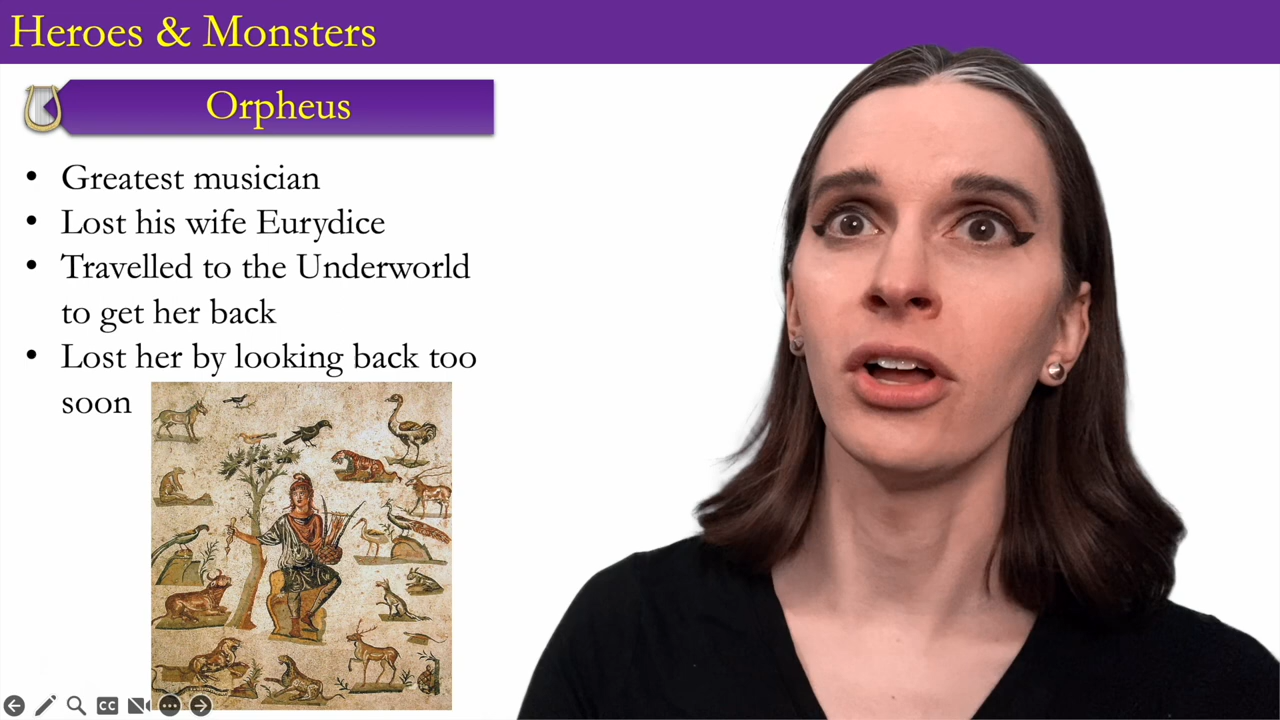 Heroes & Monsters
Orpheus
• Greatest musician
• Lost his wife Eurydice
• Travelled to the Underworld
to get her back
• Lost her by looking back too
soon
CC